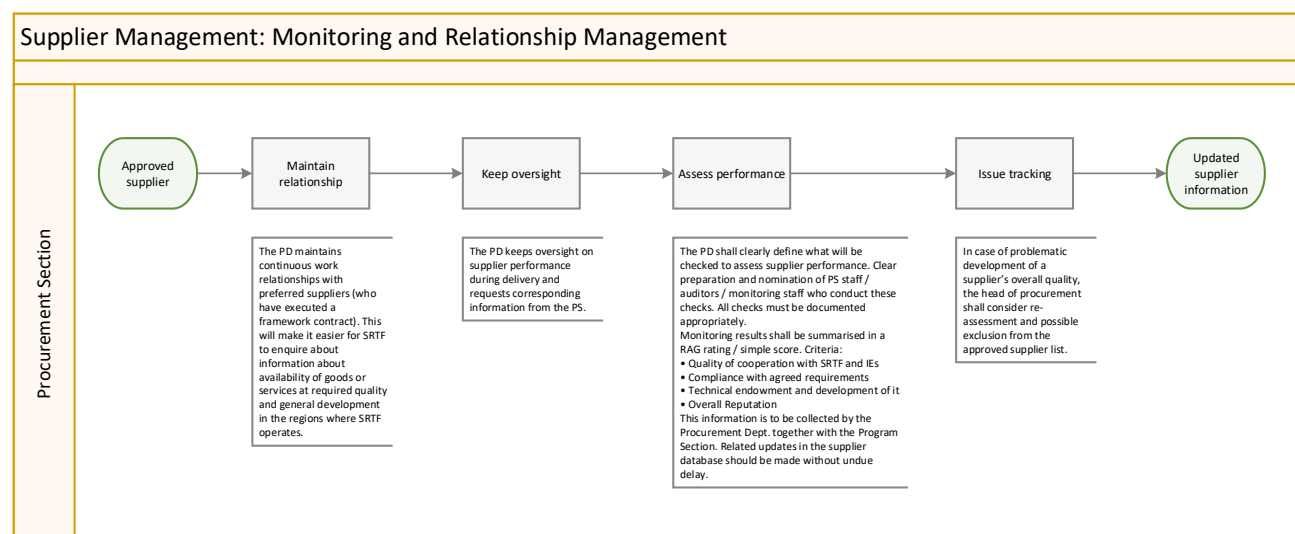 Supplier Management: Monitoring and Relationship Management
Procurement Section
Approved
supplier
Maintain
relationship
Keep oversight
Assess performance
Issue tracking
Updated
supplier
information
The PD maintains
continuous work
relationships with
preferred suppliers (who
have executed a
framework contract). This
will make it easier for SRTF
to enquire about
information about
availability of goods or
services at required quality
and general development
in the regions where SRTF
operates.
The PD keeps oversight on
supplier performance
during delivery and
requests corresponding
information from the PS.
The PD shall clearly define what will be
checked to assess supplier performance. Clear
preparation and nomination of PS staff /
auditors / monitoring staff who conduct these
checks. All checks must be documented
appropriately.
Monitoring results shall be summarised in a
RAG rating / simple score. Criteria:
• Quality of cooperation with SRTF and IEs
• Compliance with agreed requirements
• Technical endowment and development of it
• Overall Reputation
This information is to be collected by the
Procurement Dept. together with the Program
Section. Related updates in the supplier
database should be made without undue
delay.
In case of problematic
development of a
supplier's overall quality,
the head of procurement
shall consider re-
assessment and possible
exclusion from the
approved supplier list.